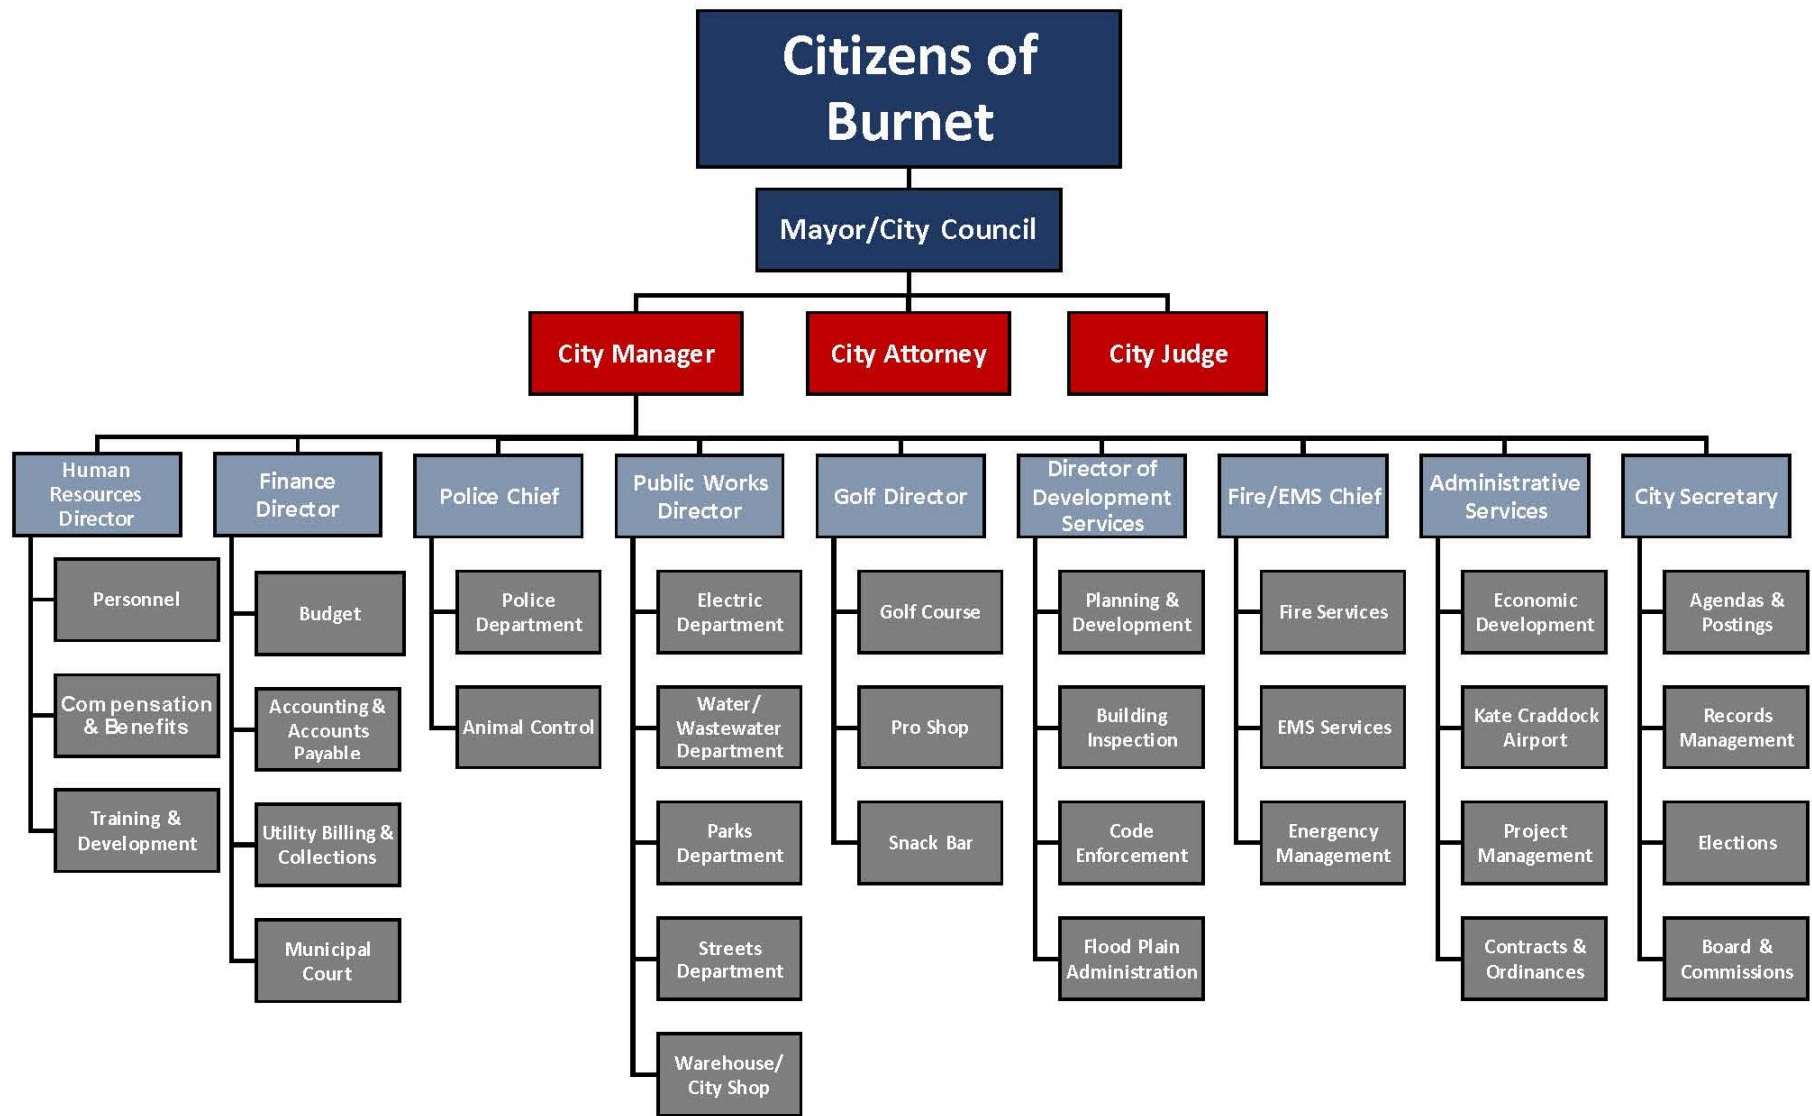 Citizens of
Burnet
Mayor/City Council
City Manager
City Attorney
City Judge
Human
Resources
Director
Finance
Director
Police Chief
Public Works
Director
Golf Director
Director of
Development
Services
Fire/EMS Chief
Administrative
Services
City Secretary
Personnel
Compensation
& Benefits
Training &
Development
Budget
Accounting &
Accounts
Payable
Utility Billing &
Collections
Municipal
Court
Police
Department
Animal Control
Electric
Department
Water/
Wastewater
Department
Parks
Department
Streets
Department
Warehouse/
City Shop
Golf Course
Pro Shop
Snack Bar
Planning &
Development
Building
Inspection
Code
Enforcement
Flood Plain
Administration
Fire Services
EMS Services
Energency
Management
Economic
Development
Kate Craddock
Airport
Project
Management
Contracts &
Ordinances
Agendas &
Postings
Records
Management
Elections
Board &
Commissions